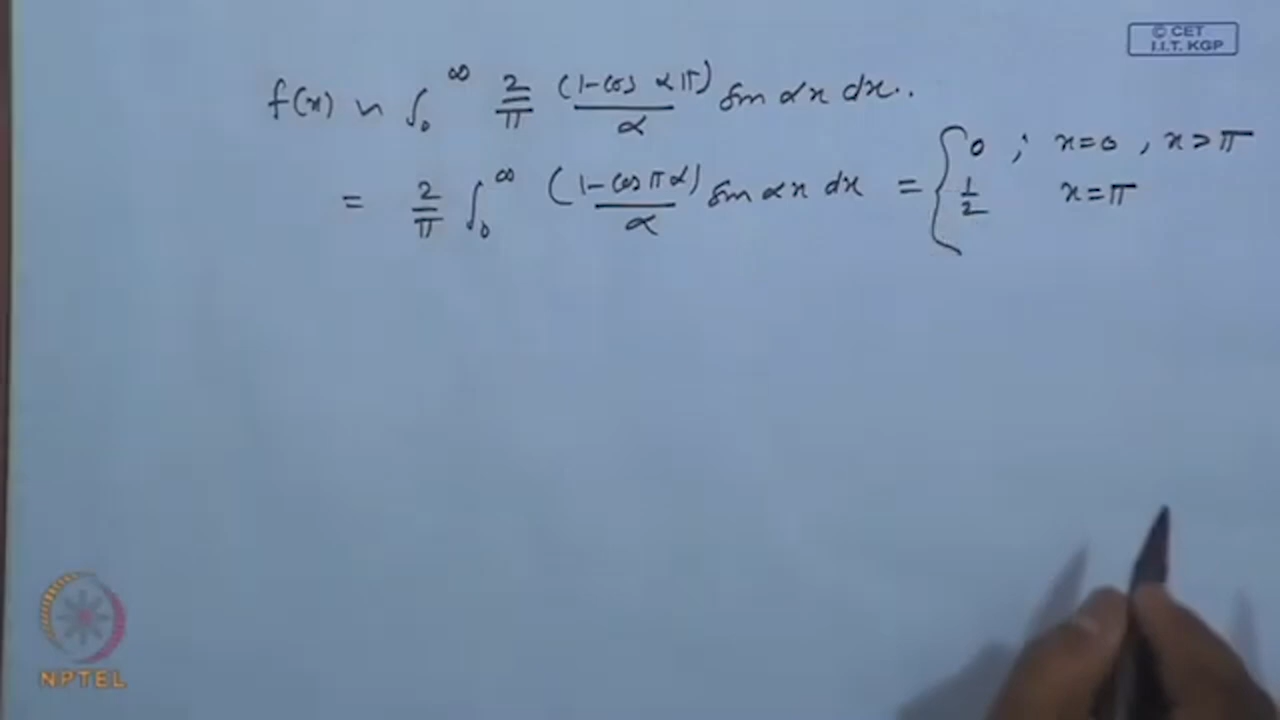 © CET
I.I.T. KGP
f(x) ~ ∫₀^∞ 2/π (1-cos απ)/α sin αx dx..
= 2/π ∫₀^∞ (1-cos πα)/α sin αx dx = { 0 ; x=0 , x>π
1/2 x=π
NPTEL